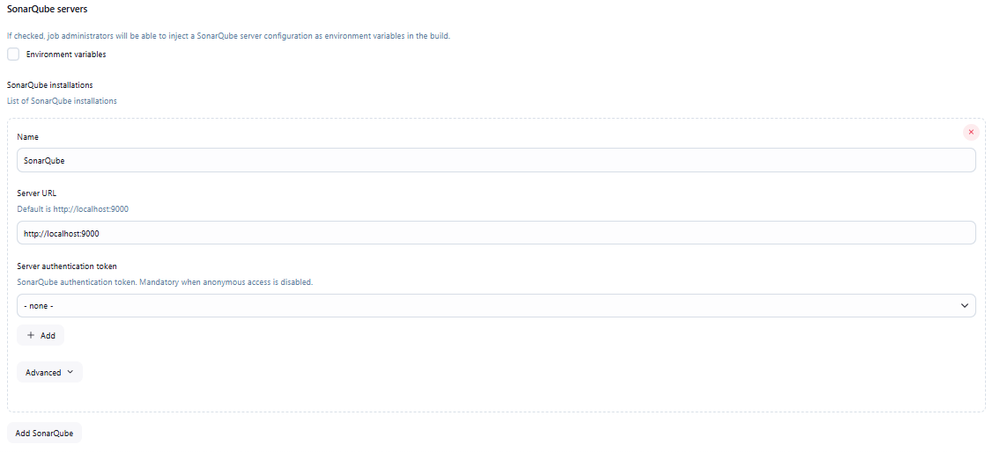 SonarQube servers
If checked, job administrators will be able to inject a SonarQube server configuration as environment variables in the build.
Environment variables
SonarQube installations
List of SonarQube installations
Name
SonarQube
Server URL
Default is http://localhost:9000
http://localhost:9000
Server authentication token
SonarQube authentication token. Mandatory when anonymous access is disabled.
- none -
+ Add
Advanced
Add SonarQube